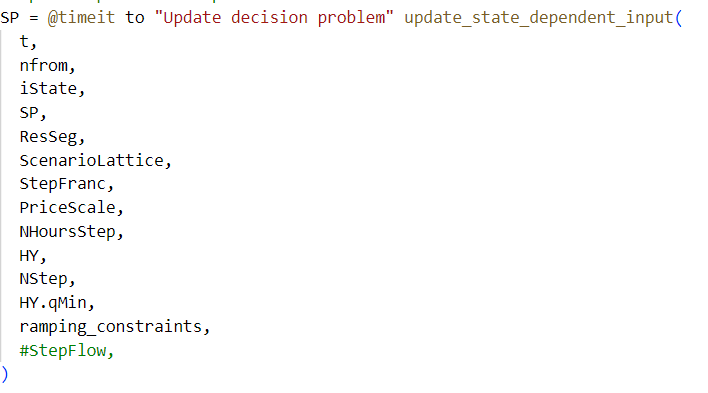 SP = @timeit to "Update decision problem" update_state_dependent_input(
t,
nfrom,
iState,
SP,
ResSeg,
ScenarioLattice,
StepFranc,
PriceScale,
NHoursStep,
HY,
NStep,
HY.qMin,
ramping_constraints,
#StepFlow,
)